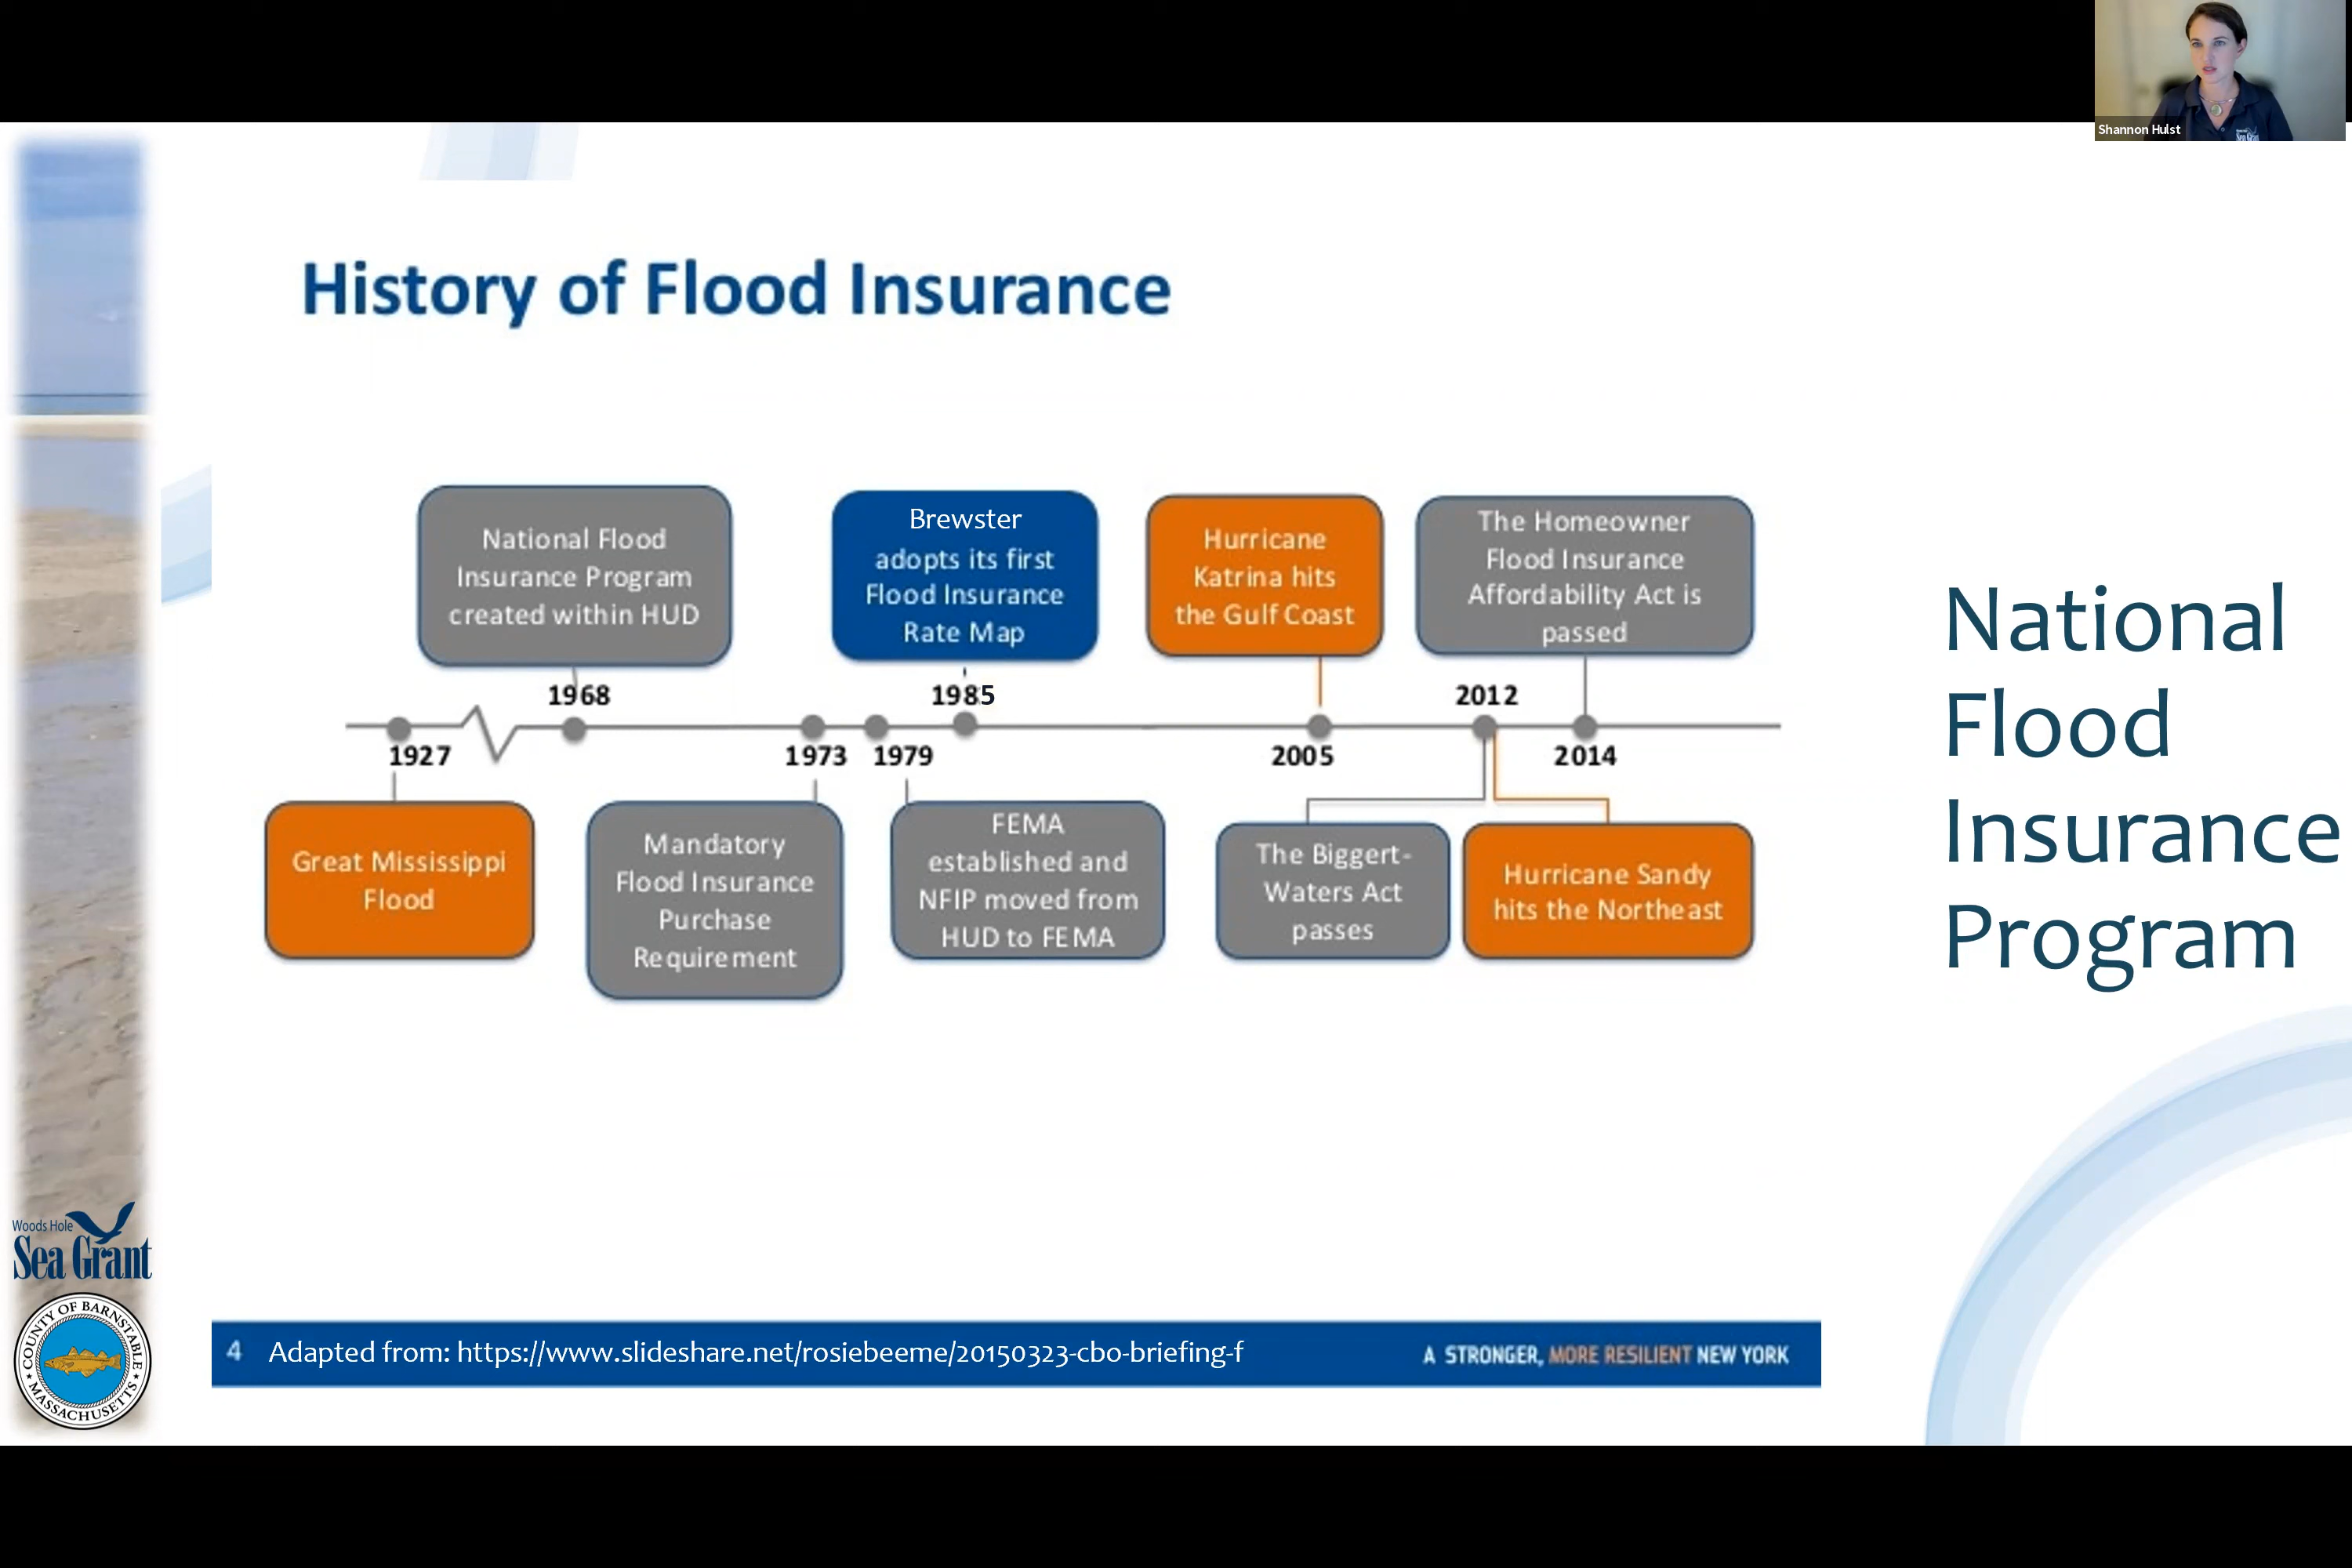 Shannon Hulst
History of Flood Insurance
National Flood
Insurance Program
created within HUD
Brewster
adopts its first
Flood Insurance
Rate Map
Hurricane
Katrina hits
the Gulf Coast
The Homeowner
Flood Insurance
Affordability Act is
passed
1968
1985
2012
1927
1973
1979
2005
2014
Great Mississippi
Flood
Mandatory
Flood Insurance
Purchase
Requirement
FEMA
established and
NFIP moved from
HUD to FEMA
The Biggert-
Waters Act
passes
Hurricane Sandy
hits the Northeast
National
Flood
Insurance
Program
Woods Hole
Sea Grant
COUNTY OF BARNSTABLE
MASSACHUSETTS
4
Adapted from: https://www.slideshare.net/rosiebeeme/20150323-cbo-briefing-f
A STRONGER, MORE RESILIENT NEW YORK